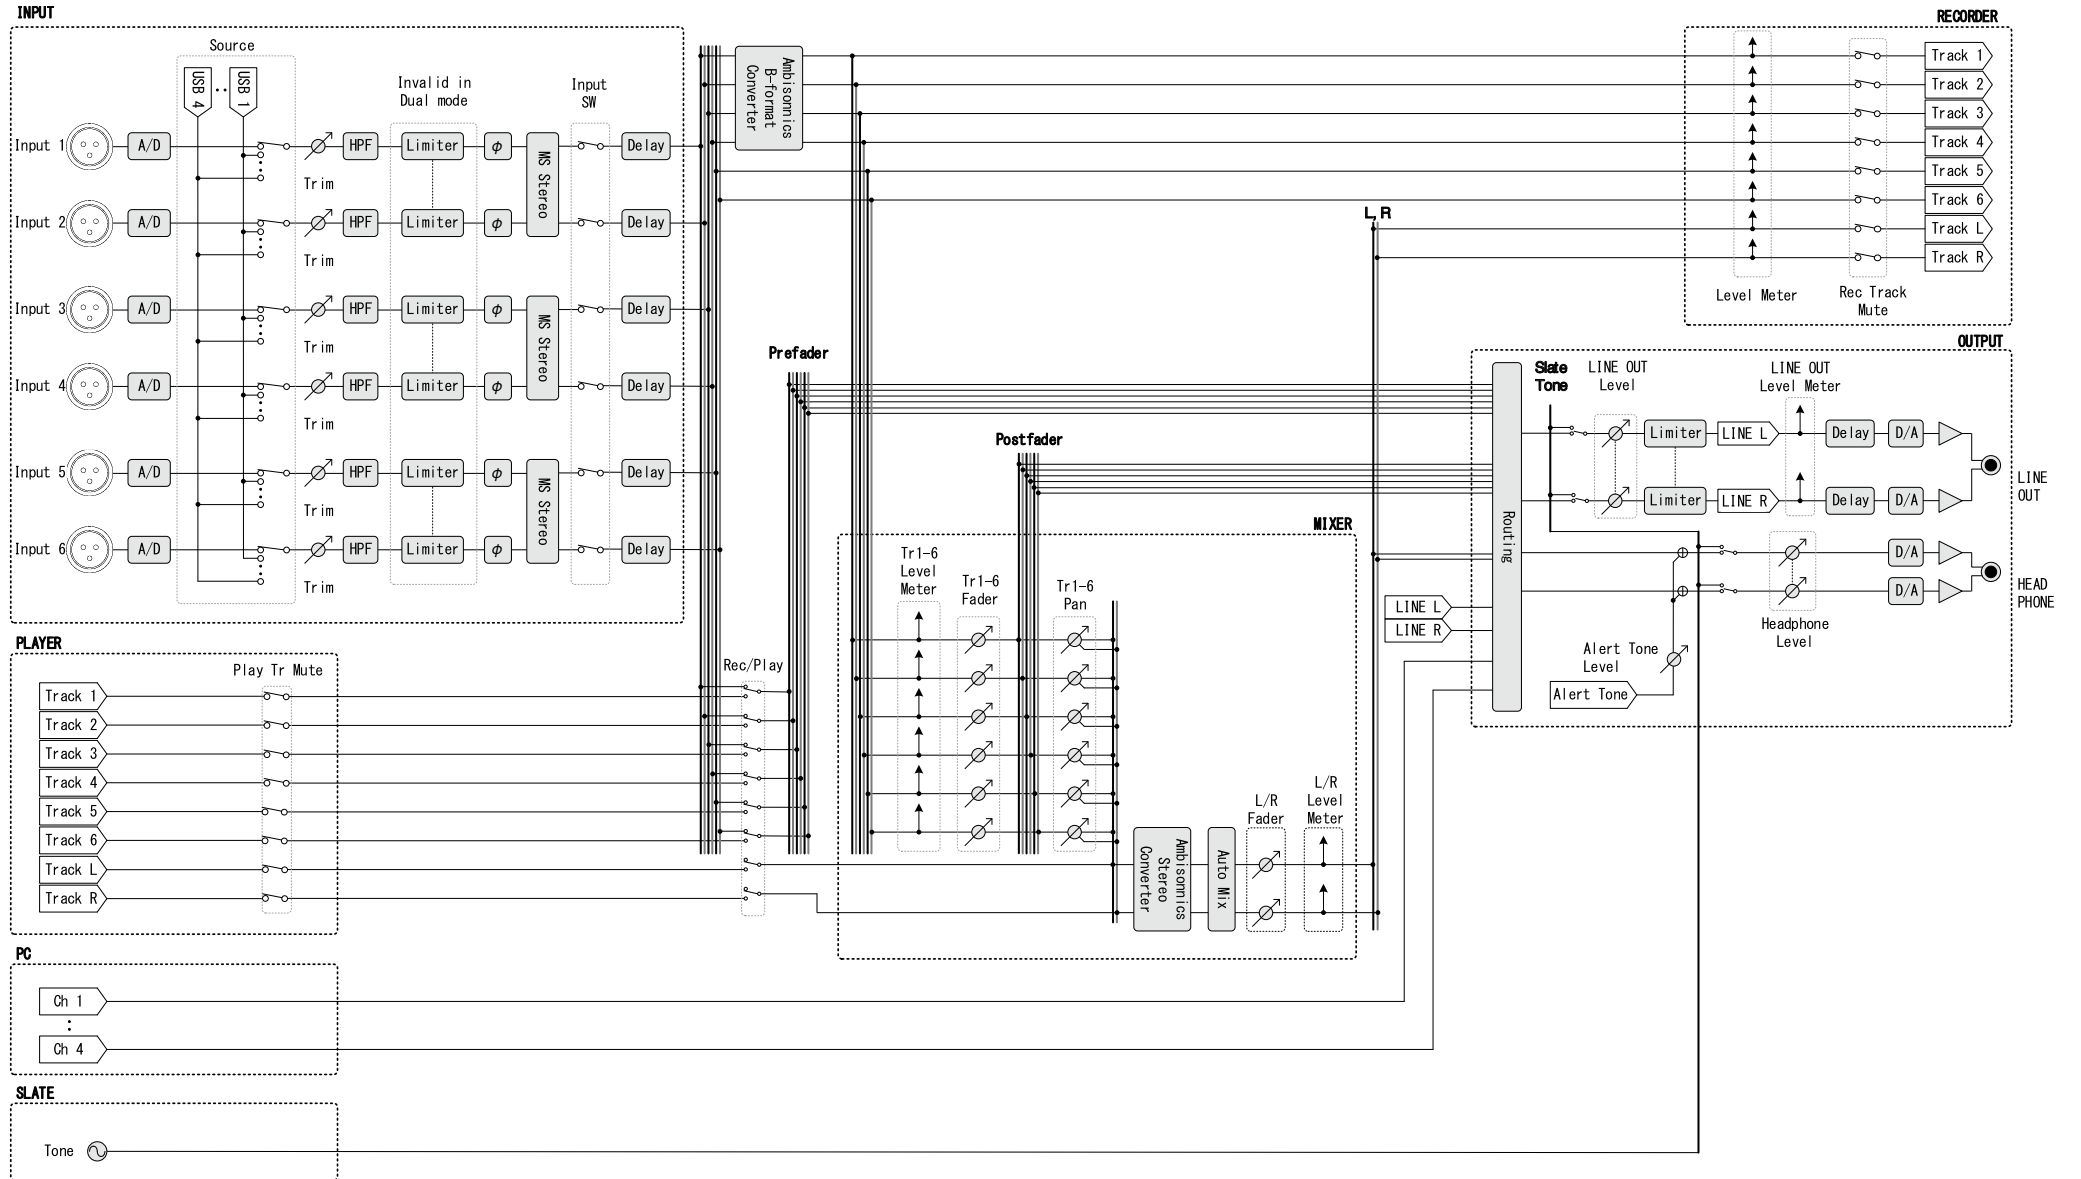 INPUT
Source
USB 4
USB 1
Invalid in
Dual mode
Input
SW
Input 1
A/D
Trim
HPF
Limiter
φ
MS Stereo
Delay
Input 2
A/D
Trim
HPF
Limiter
φ
Delay
Input 3
A/D
Trim
HPF
Limiter
φ
MS Stereo
Delay
Input 4
A/D
Trim
HPF
Limiter
φ
Delay
Input 5
A/D
Trim
HPF
Limiter
φ
MS Stereo
Delay
Input 6
A/D
Trim
HPF
Limiter
φ
Delay
Ambisonnics
B-format
Converter
RECORDER
Track 1
Track 2
Track 3
Track 4
Track 5
Track 6
Track L
Track R
Level Meter
Rec Track
Mute
L,R
Prefader
Postfader
PLAYER
Play Tr Mute
Track 1
Track 2
Track 3
Track 4
Track 5
Track 6
Track L
Track R
Rec/Play
MIXER
Tr1-6
Level
Meter
Tr1-6
Fader
Tr1-6
Pan
Ambisonnics
Stereo
Converter
Auto Mix
L/R
Fader
L/R
Level
Meter
OUTPUT
Routing
Slate
Tone
LINE OUT
Level
LINE OUT
Level Meter
Limiter
LINE L
Delay
D/A
Limiter
LINE R
Delay
D/A
LINE
OUT
D/A
D/A
HEAD
PHONE
Headphone
Level
LINE L
LINE R
Alert Tone
Level
Alert Tone
PC
Ch 1
Ch 4
SLATE
Tone